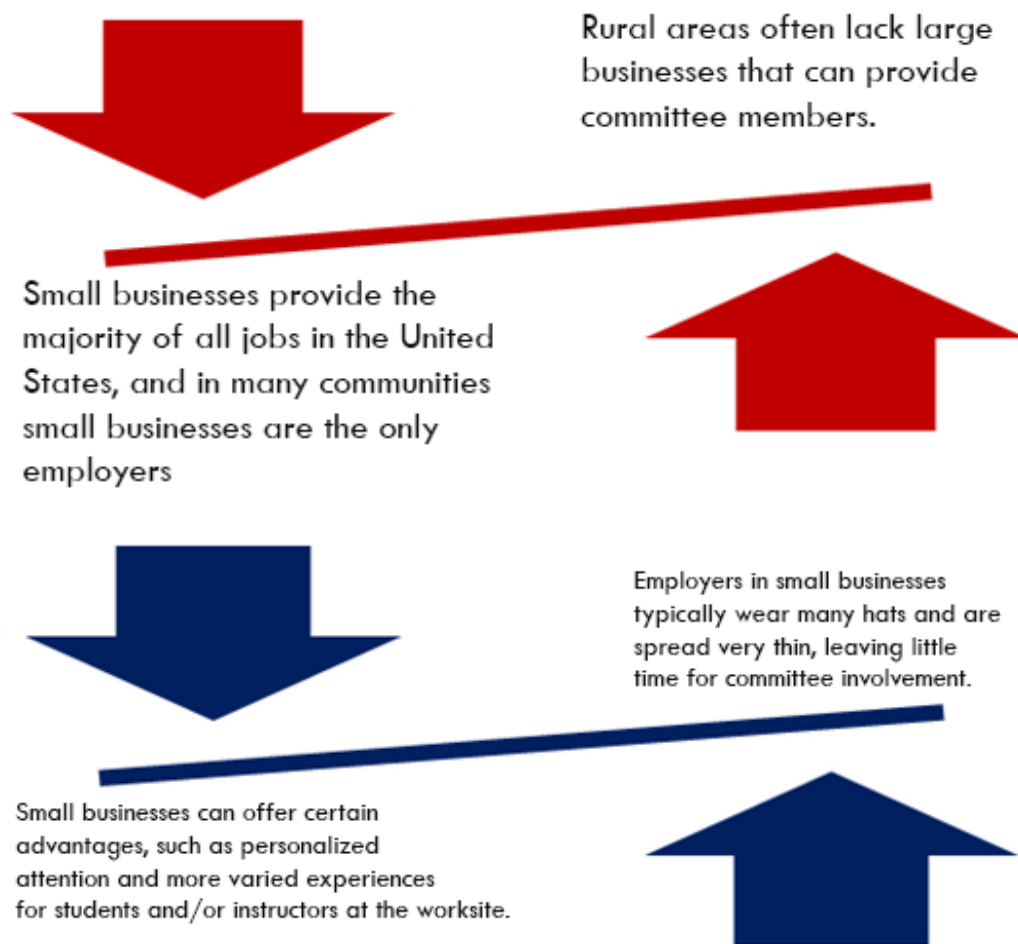 Rural areas often lack large
businesses that can provide
committee members.
Small businesses provide the
majority of all jobs in the United
States, and in many communities
small businesses are the only
employers
Employers in small businesses
typically wear many hats and are
spread very thin, leaving little
time for committee involvement.
Small businesses can offer certain
advantages, such as personalized
attention and more varied experiences
for students and/or instructors at the worksite.